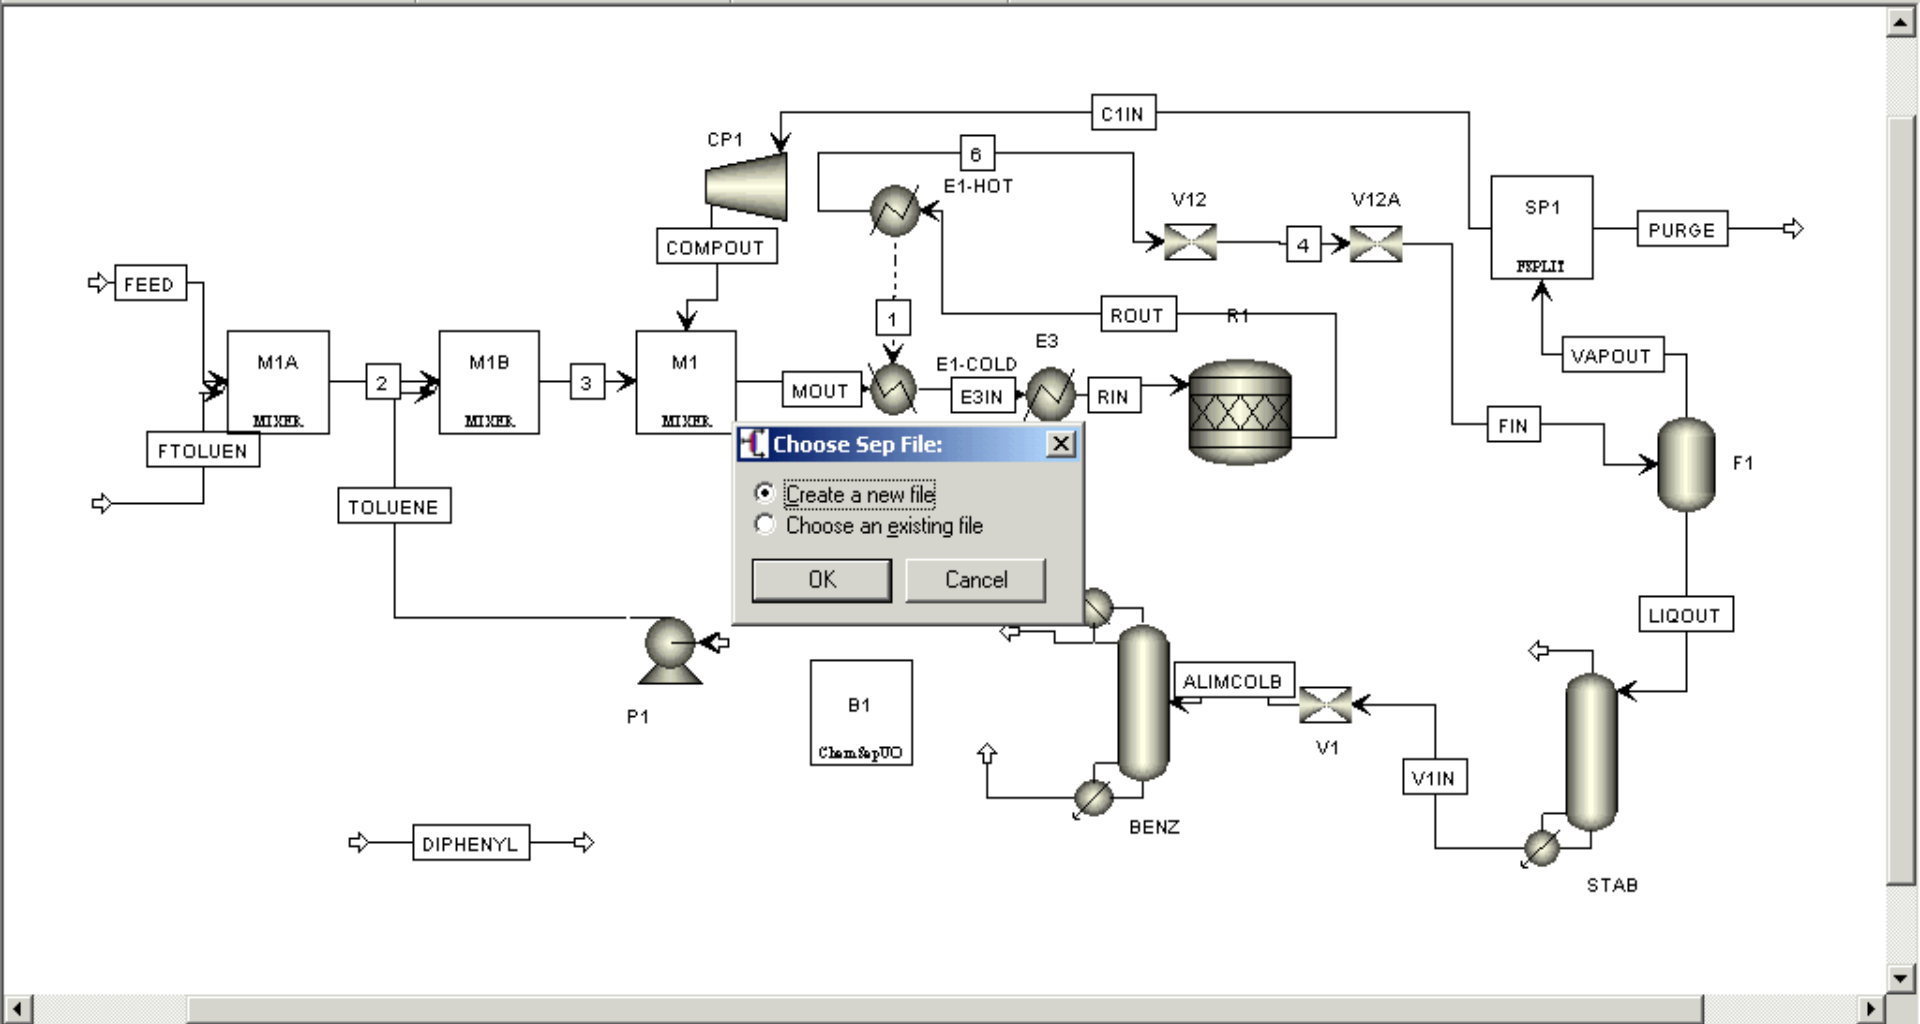 C1IN
CP1
6
E1-HOT
V12
V12A
SP1
FSPLIT
PURGE
COMPOUT
4
FEED
1
ROUT
R1
E3
VAPOUT
M1A
MIXER
2
M1B
MIXER
3
M1
MIXER
MOUT
E1-COLD
E3IN
RIN
FIN
FTOLUEN
F1
Choose Sep File:
Create a new file
Choose an existing file
OK
Cancel
TOLUENE
LIQOUT
ALIMCOLB
P1
B1
ChemSepUO
V1
V1IN
BENZ
DIPHENYL
STAB